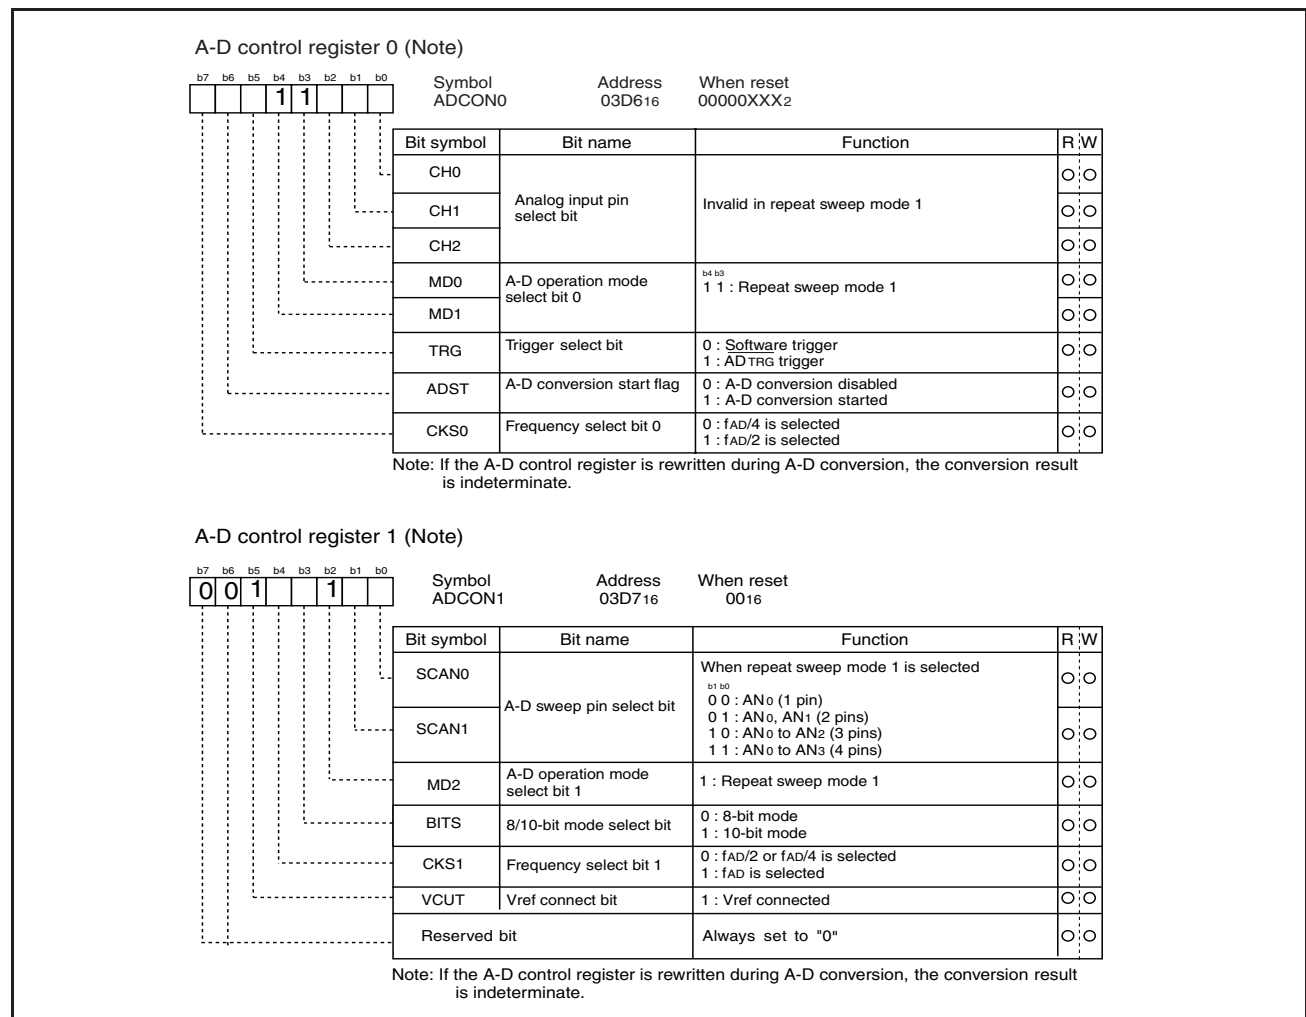 A-D control register 0 (Note)
b7 b6 b5 b4 b3 b2 b1 b0
1 1
Symbol Address When reset
ADCON0 03D616 00000XXX2
Bit symbol Bit name Function R W
CH0
CH1
CH2
Analog input pin
select bit
Invalid in repeat sweep mode 1
MD0
MD1
A-D operation mode
select bit 0
b4 b3
1 1 : Repeat sweep mode 1
TRG
Trigger select bit
0 : Software trigger
1 : ADTRG trigger
ADST
A-D conversion start flag
0 : A-D conversion disabled
1 : A-D conversion started
CKS0
Frequency select bit 0
0 : fAD/4 is selected
1 : fAD/2 is selected
Note: If the A-D control register is rewritten during A-D conversion, the conversion result
is indeterminate.
A-D control register 1 (Note)
b7 b6 b5 b4 b3 b2 b1 b0
0 0 1 1
Symbol Address When reset
ADCON1 03D716 0016
Bit symbol Bit name Function R W
SCAN0
SCAN1
A-D sweep pin select bit
When repeat sweep mode 1 is selected
b1 b0
0 0 : AN0 (1 pin)
0 1 : AN0, AN1 (2 pins)
1 0 : AN0 to AN2 (3 pins)
1 1 : AN0 to AN3 (4 pins)
MD2
A-D operation mode
select bit 1
1 : Repeat sweep mode 1
BITS
8/10-bit mode select bit
0 : 8-bit mode
1 : 10-bit mode
CKS1
Frequency select bit 1
0 : fAD/2 or fAD/4 is selected
1 : fAD is selected
VCUT
Vref connect bit
1 : Vref connected
Reserved bit
Always set to "0"
Note: If the A-D control register is rewritten during A-D conversion, the conversion result
is indeterminate.